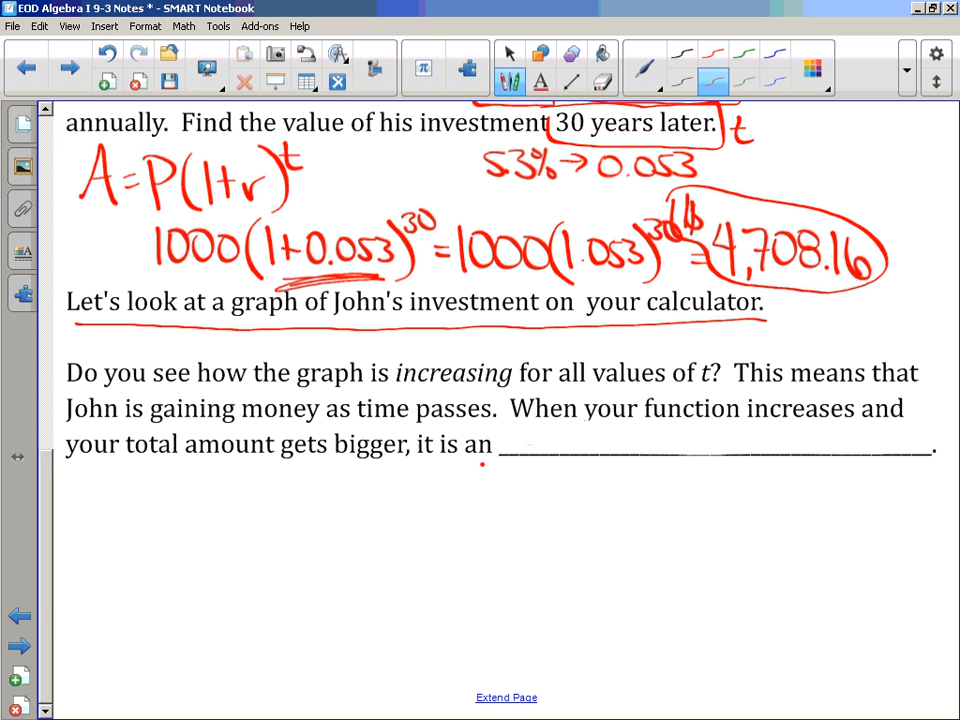 EOD Algebra I 9-3 Notes * - SMART Notebook
File Edit View Insert Format Math Tools Add-ons Help
annually. Find the value of his investment 30 years later. t
A=P(1+r)^t
5.3% → 0.053
1000(1+0.053)^30 = 1000(1.053)^30 = 4,708.16
Let's look at a graph of John's investment on your calculator.
Do you see how the graph is increasing for all values of t? This means that
John is gaining money as time passes. When your function increases and
your total amount gets bigger, it is an ____________________________________________.
Extend Page